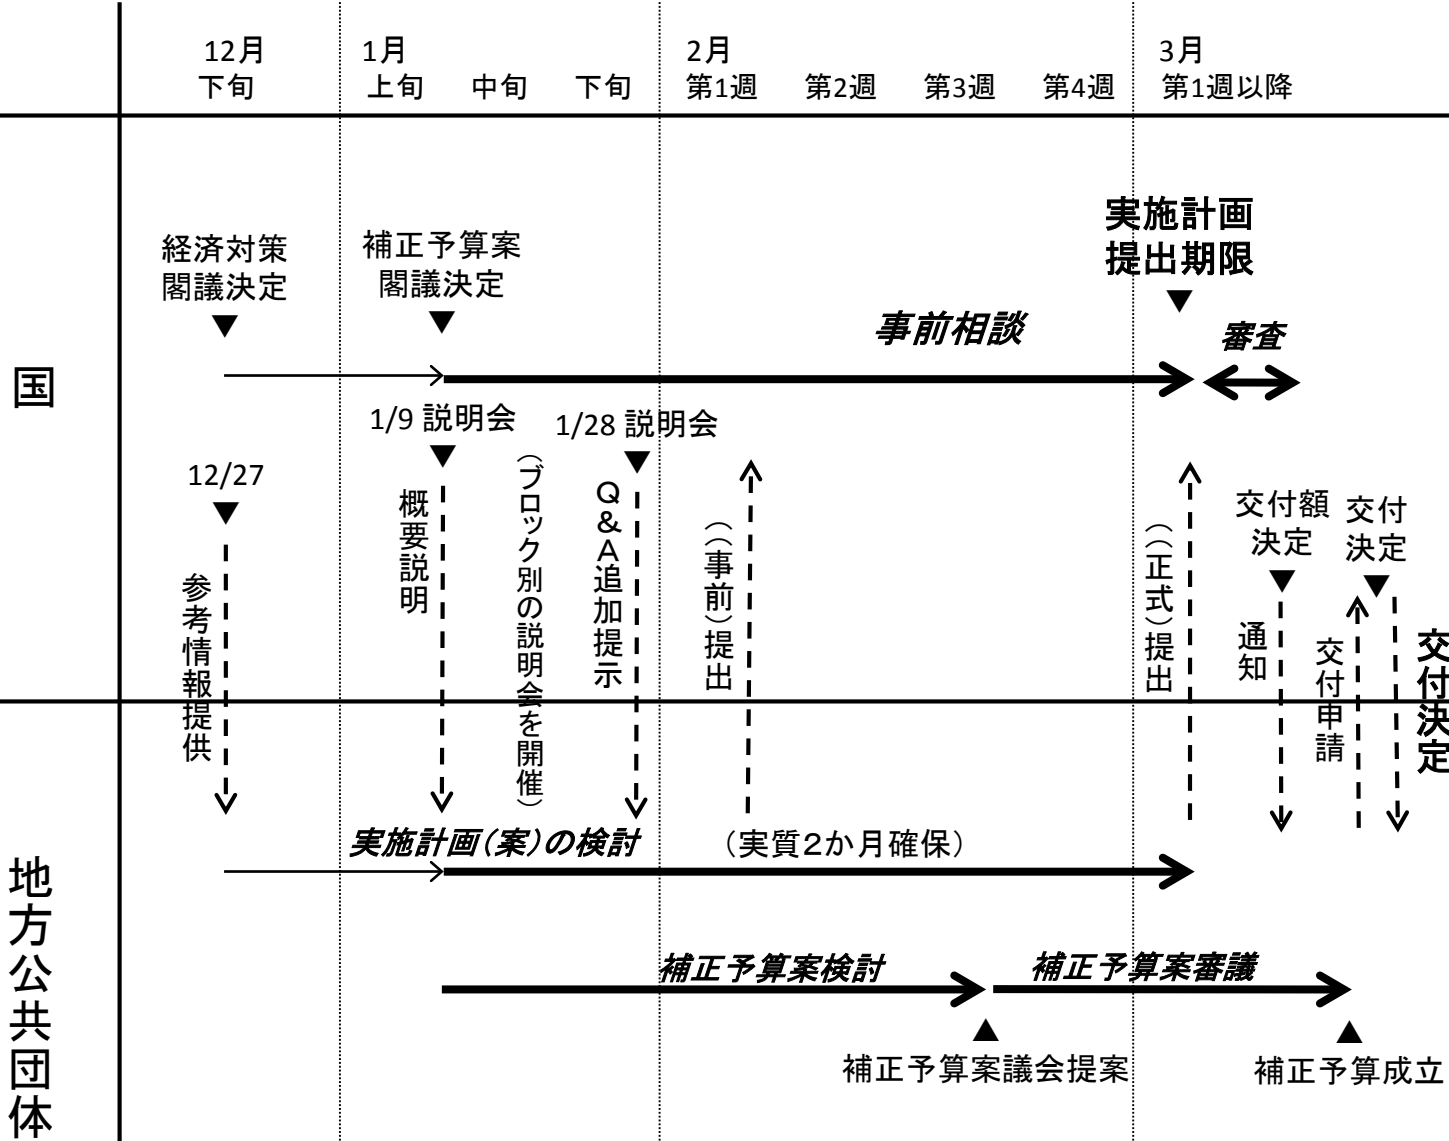 12月
下旬
1月
上旬
中旬
下旬
2月
第1週
第2週
第3週
第4週
3月
第1週以降
国
経済対策
閣議決定
▼
補正予算案
閣議決定
▼
事前相談
実施計画
提出期限
▼
審査
12/27
▼
参考情報提供
1/9 説明会
▼
概要説明
（ブロック別の説明会を開催）
1/28 説明会
▼
Q&A追加提示
（（事前）提出
（（正式）提出
交付額
決定
▼
通知
交付
決定
▼
交付申請
交付決定
地方公共団体
実施計画（案）の検討
（実質２か月確保）
補正予算案検討
補正予算案審議
▲
補正予算案議会提案
▲
補正予算成立